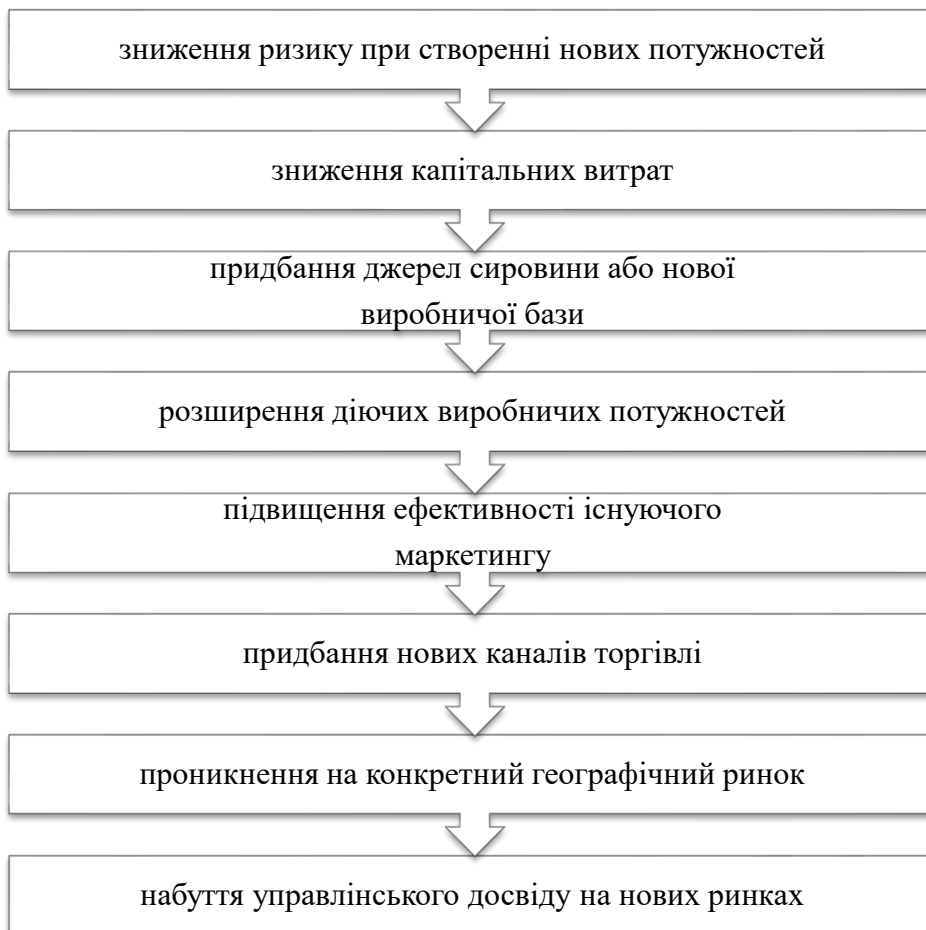 зниження ризику при створенні нових потужностей
зниження капітальних витрат
придбання джерел сировини або нової
виробничої бази
розширення діючих виробничих потужностей
підвищення ефективності існуючого
маркетингу
придбання нових каналів торгівлі
проникнення на конкретний географічний ринок
набуття управлінського досвіду на нових ринках